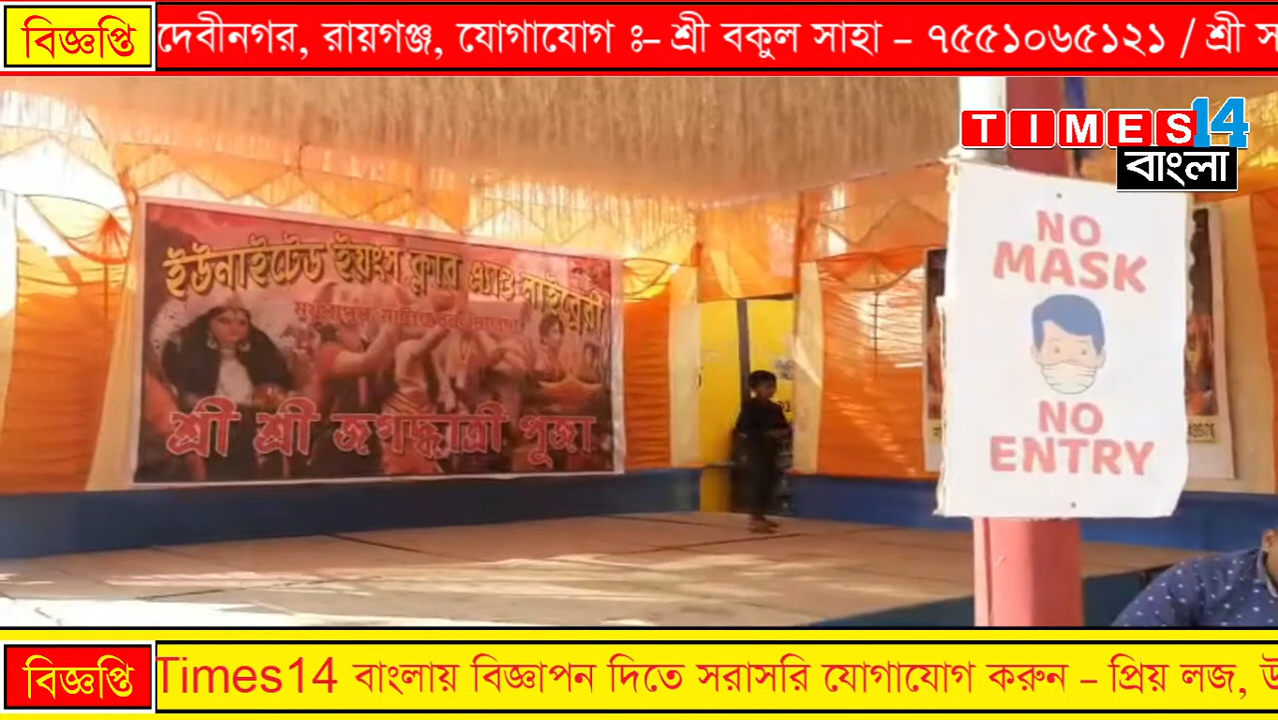 বিজ্ঞপ্তি
দেবীনগর, রায়গঞ্জ, যোগাযোগ ঃ– শ্রী বকুল সাহা – ৭৫৫১০৬৫১২১ / শ্রী স
TIMES14
বাংলা
ইউনাইটেড ইয়ংস ক্লাব এ্যান্ড লাইব্রেরী
শ্রী শ্রী জগদ্ধাত্রী পূজা
NO
MASK
NO
ENTRY
বিজ্ঞপ্তি
Times14 বাংলায় বিজ্ঞাপন দিতে সরাসরি যোগাযোগ করুন – প্রিয় লজ, উ